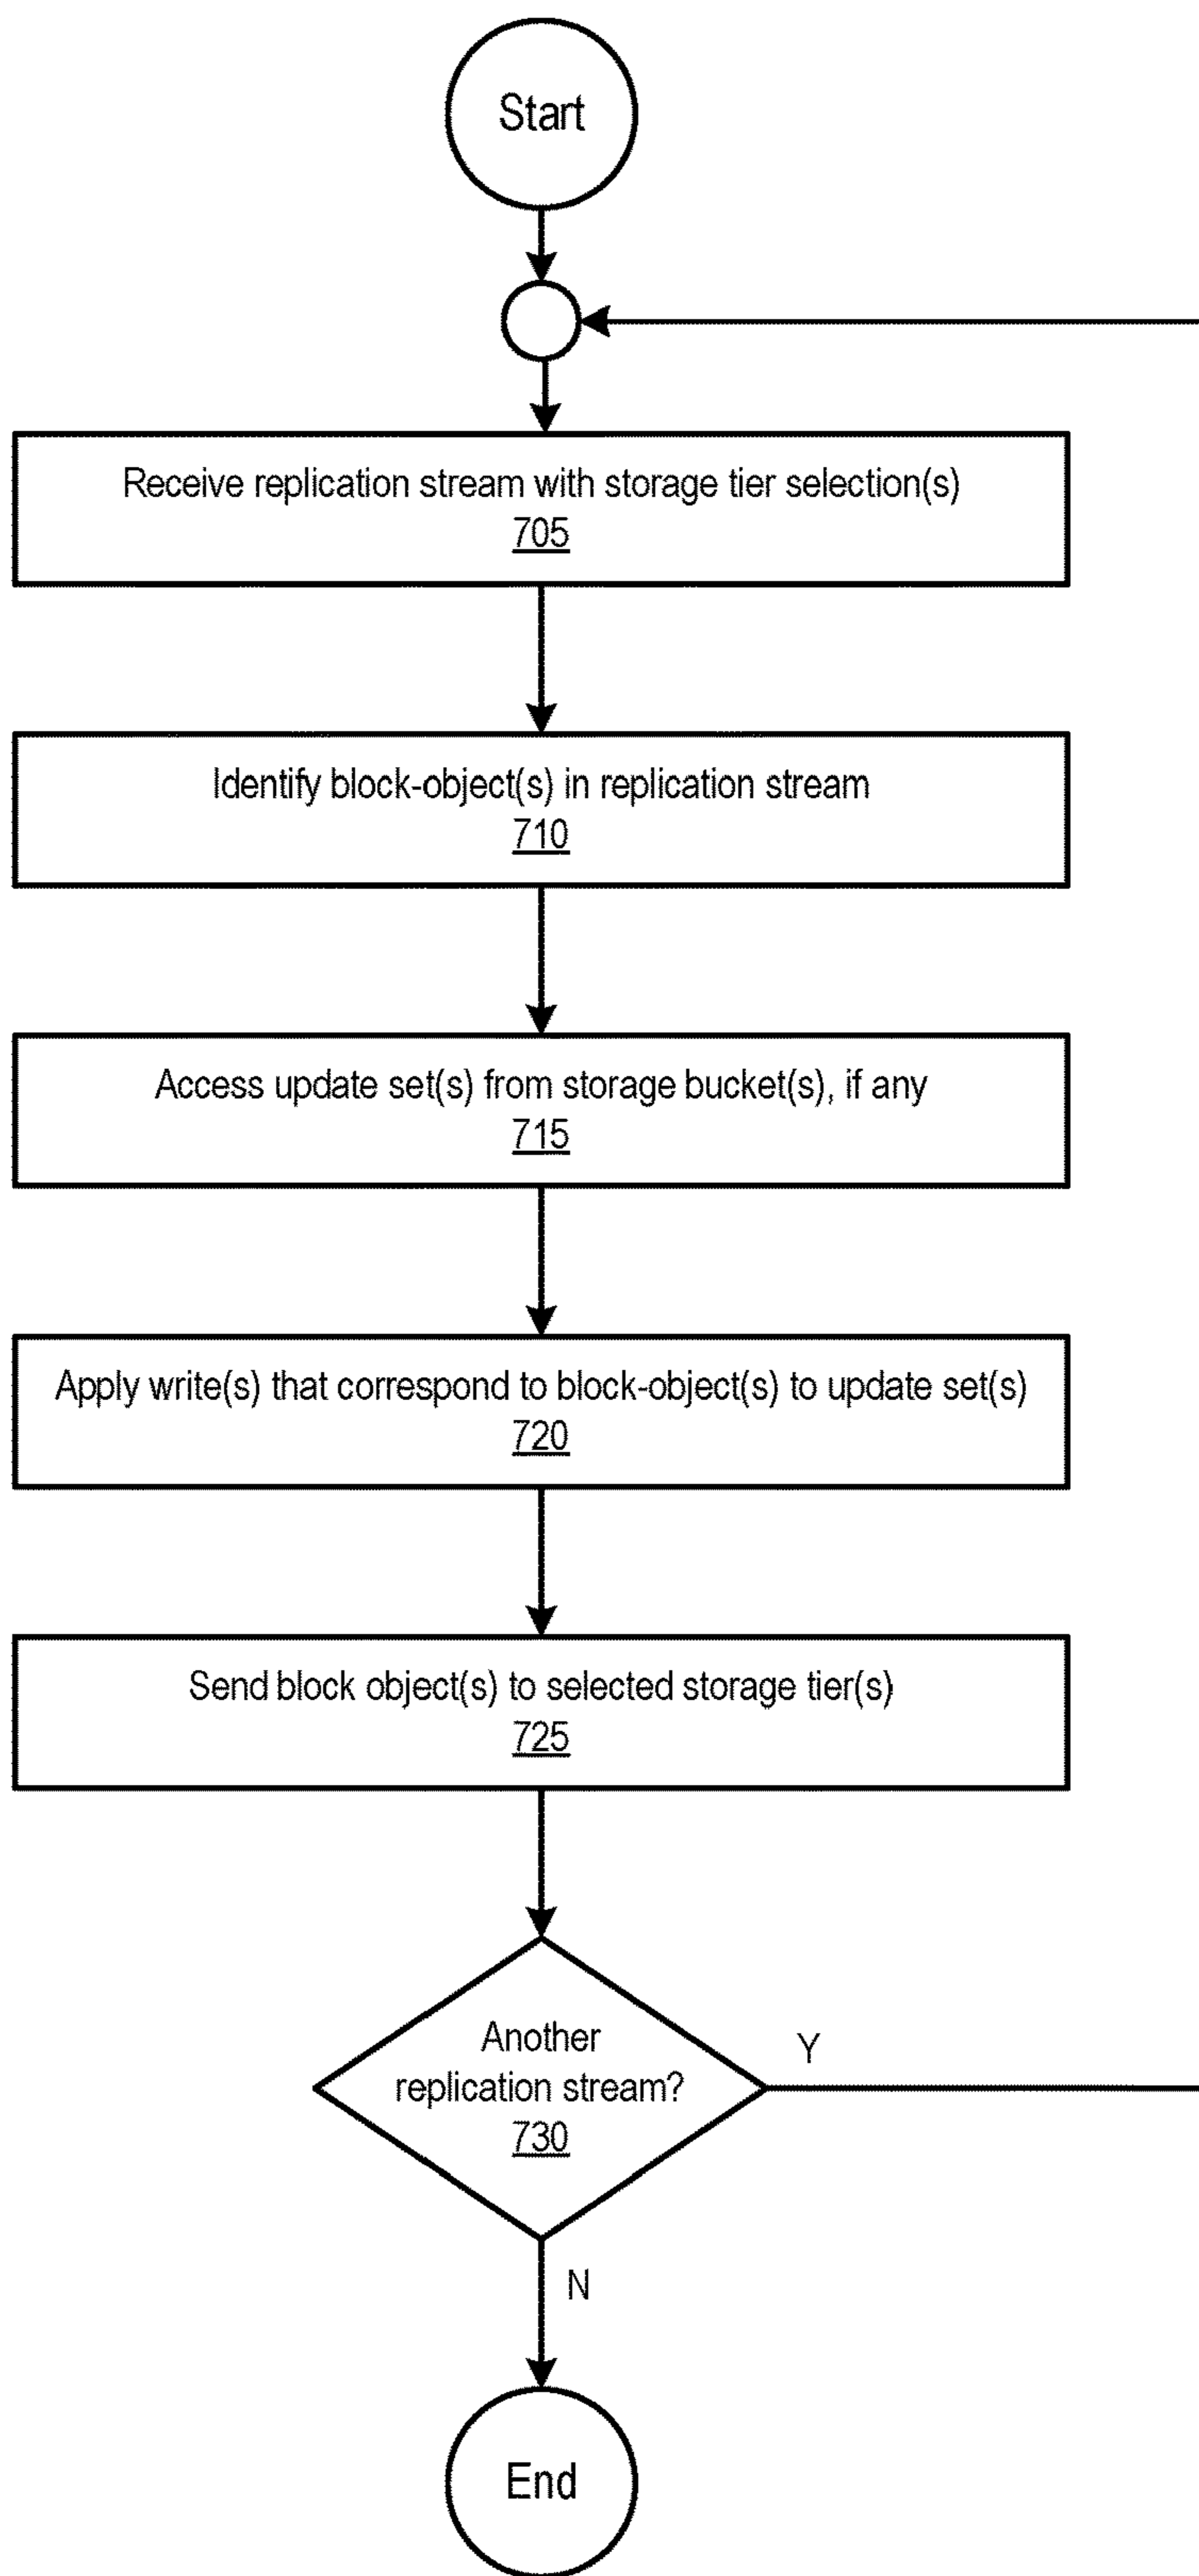 Start
Receive replication stream with storage tier selection(s)
705
Identify block-object(s) in replication stream
710
Access update set(s) from storage bucket(s), if any
715
Apply write(s) that correspond to block-object(s) to update set(s)
720
Send block object(s) to selected storage tier(s)
725
Another
replication stream?
730
Y
N
End